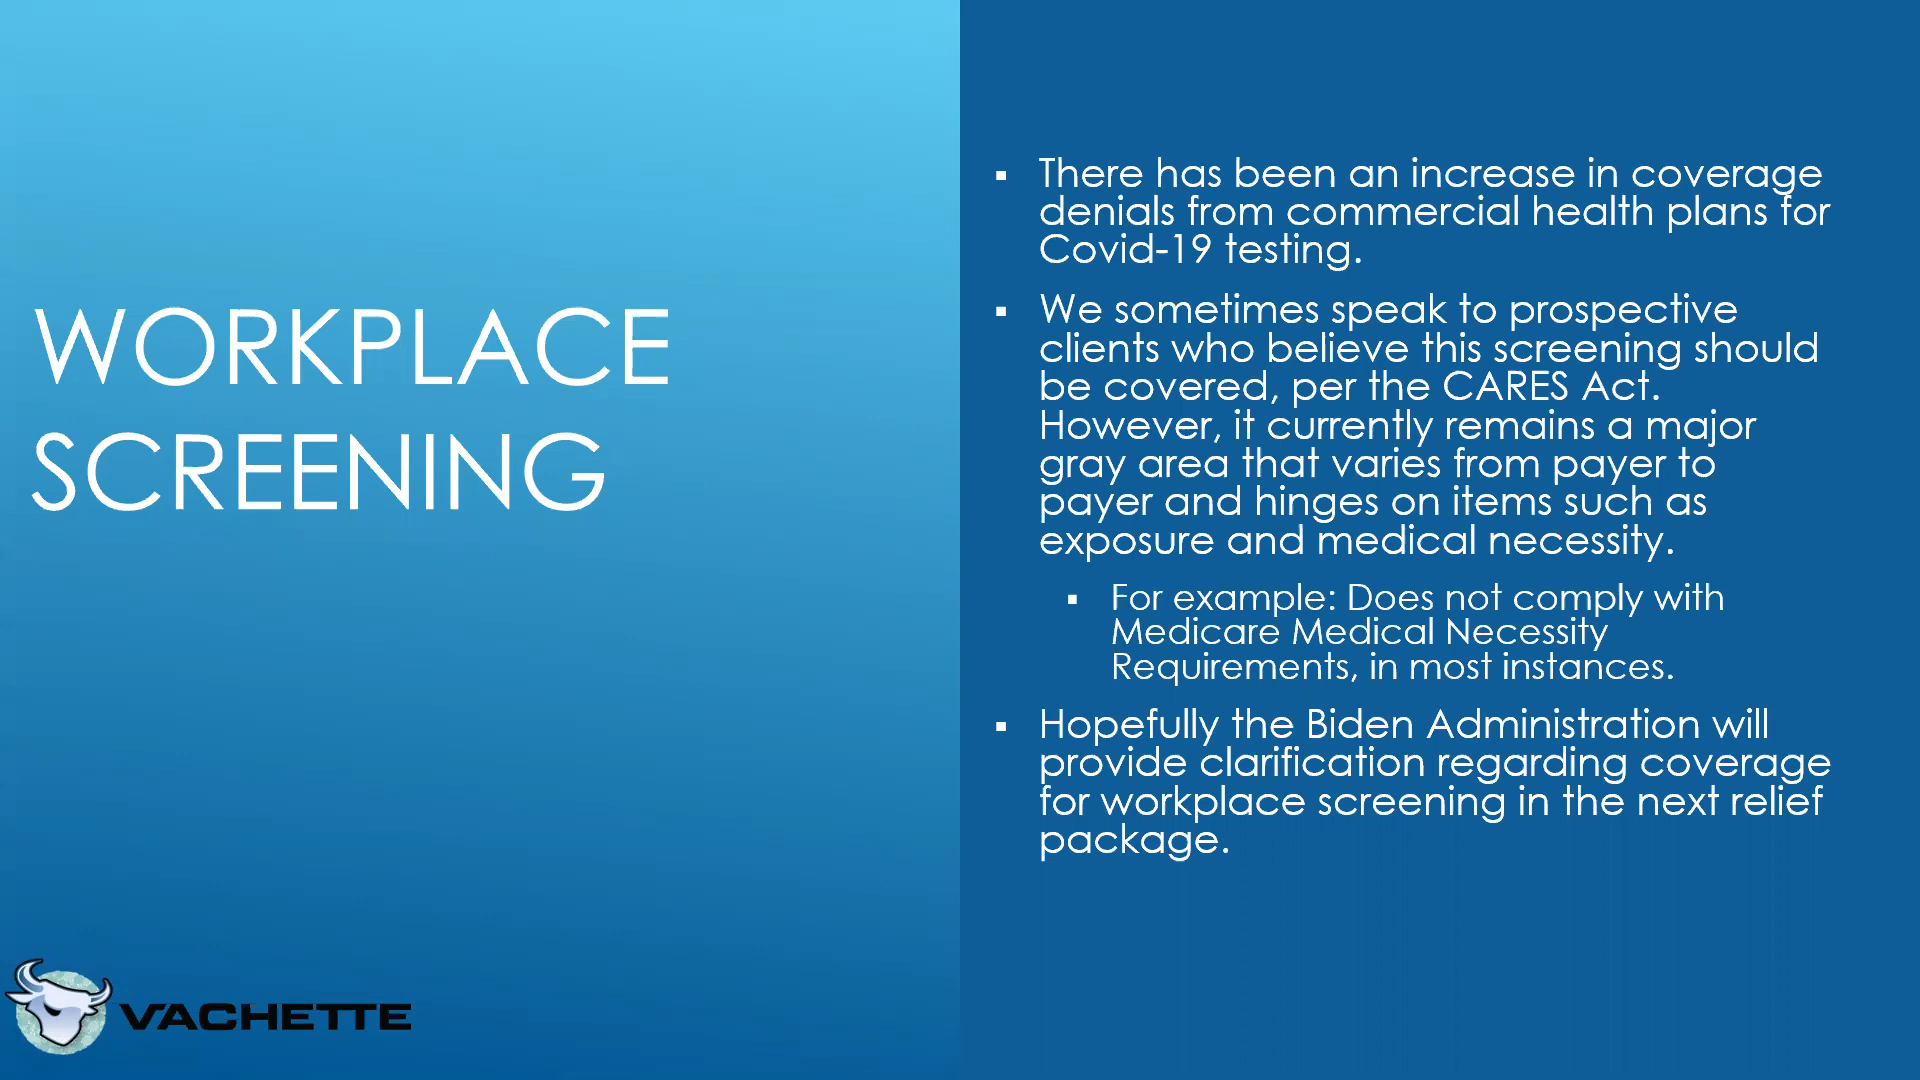 WORKPLACE
SCREENING
▪ There has been an increase in coverage
denials from commercial health plans for
Covid-19 testing.
▪ We sometimes speak to prospective
clients who believe this screening should
be covered, per the CARES Act.
However, it currently remains a major
gray area that varies from payer to
payer and hinges on items such as
exposure and medical necessity.
▪ For example: Does not comply with
Medicare Medical Necessity
Requirements, in most instances.
▪ Hopefully the Biden Administration will
provide clarification regarding coverage
for workplace screening in the next relief
package.
VACHETTE